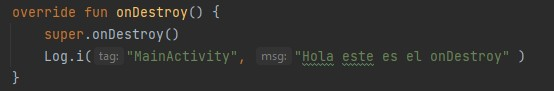 override fun onDestroy() {
    super.onDestroy()
    Log.i( tag: "MainActivity",  msg: "Hola este es el onDestroy" )
}